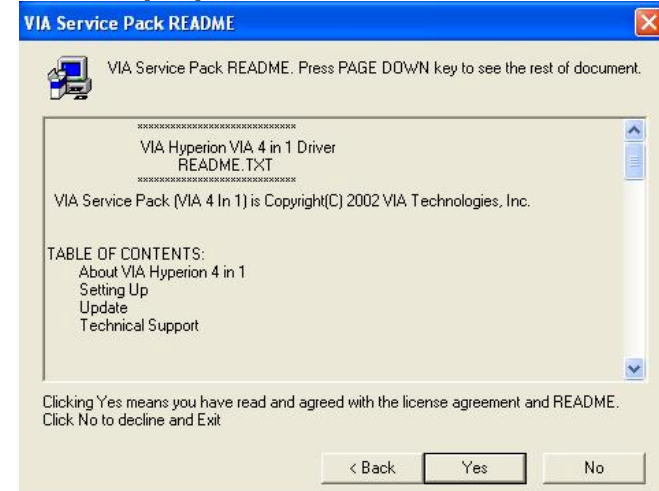 VIA Service Pack README
VIA Service Pack README. Press PAGE DOWN key to see the rest of document.
xxxxxxxxxxxxxxxxxxxxxxxxxxxx
VIA Hyperion VIA 4 in 1 Driver
README.TXT
xxxxxxxxxxxxxxxxxxxxxxxxxxxx
VIA Service Pack (VIA 4 In 1) is Copyright(C) 2002 VIA Technologies, Inc.
TABLE OF CONTENTS:
About VIA Hyperion 4 in 1
Setting Up
Update
Technical Support
Clicking Yes means you have read and agreed with the license agreement and README.
Click No to decline and Exit
< Back Yes No